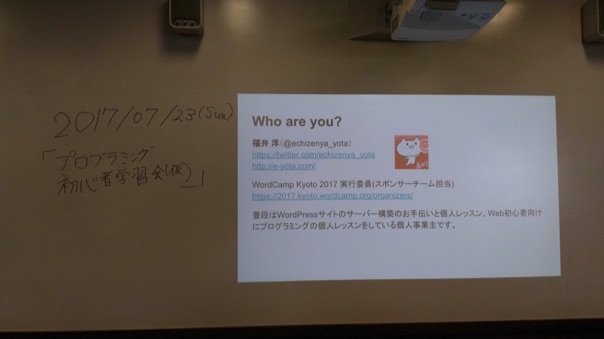 2017/07/23(Sun)
「プログラミング
初心者学習会(仮)」
Who are you?
福井 洋(@echizenya_yota)
https://twitter.com/echizenya_yota
http://e-yota.com/
WordCamp Kyoto 2017 実行委員(スポンサーチーム担当)
https://2017.kyoto.wordcamp.org/organizers/
普段はWordPressサイトのサーバー構築のお手伝いと個人レッスン、Web初心者向け
にプログラミングの個人レッスンをしている個人事業主です。